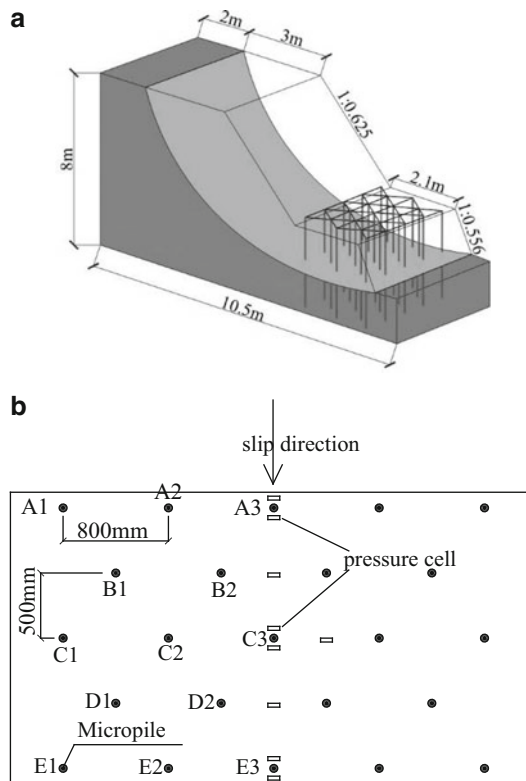 a
2m
3m
1:0.625
8m
2.1m
1:0.556
10.5m
b
slip direction
A1
A2
A3
800mm
pressure cell
B1
B2
500mm
C1
C2
C3
D1
D2
Micropile
E1
E2
E3